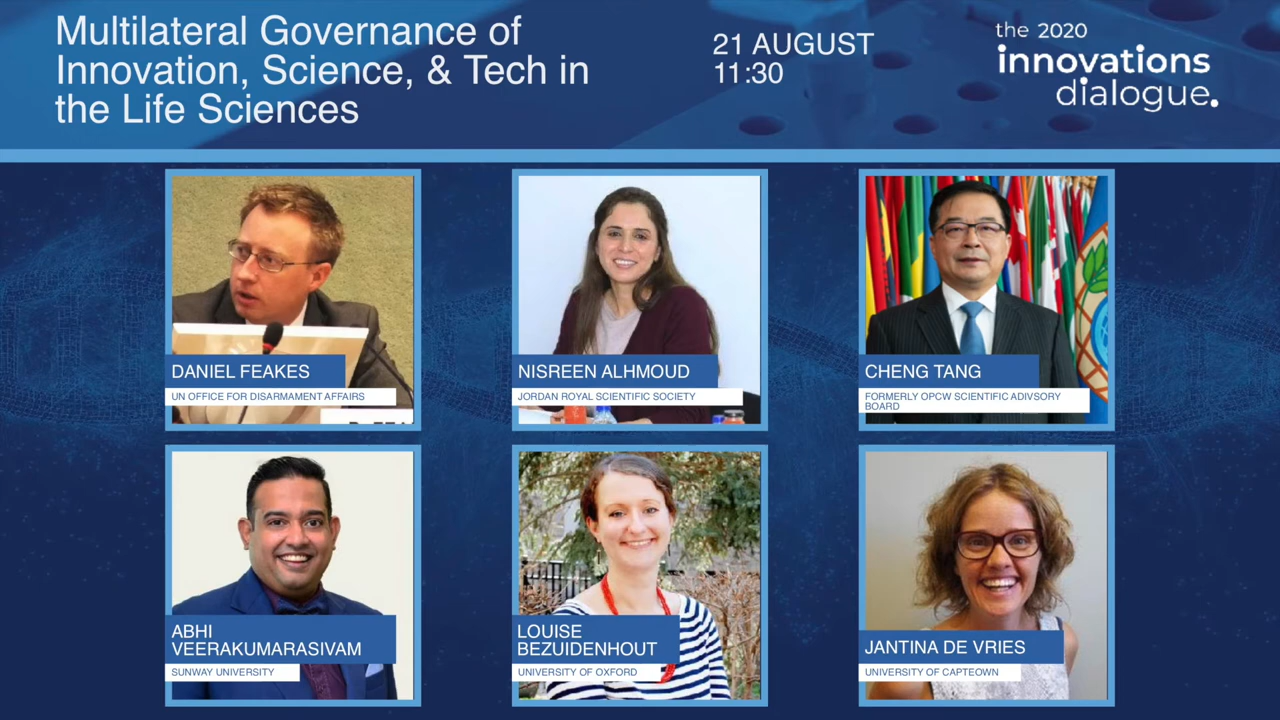 Multilateral Governance of
Innovation, Science, & Tech in
the Life Sciences
21 AUGUST
11:30
the 2020
innovations
dialogue.
DANIEL FEAKES
UN OFFICE FOR DISARMAMENT AFFAIRS
NISREEN ALHMOUD
JORDAN ROYAL SCIENTIFIC SOCIETY
CHENG TANG
FORMERLY OPCW SCIENTIFIC ADIVSORY
BOARD
ABHI
VEERAKUMARASIVAM
SUNWAY UNIVERSITY
LOUISE
BEZUIDENHOUT
UNIVERSITY OF OXFORD
JANTINA DE VRIES
UNIVERSITY OF CAPTEOWN